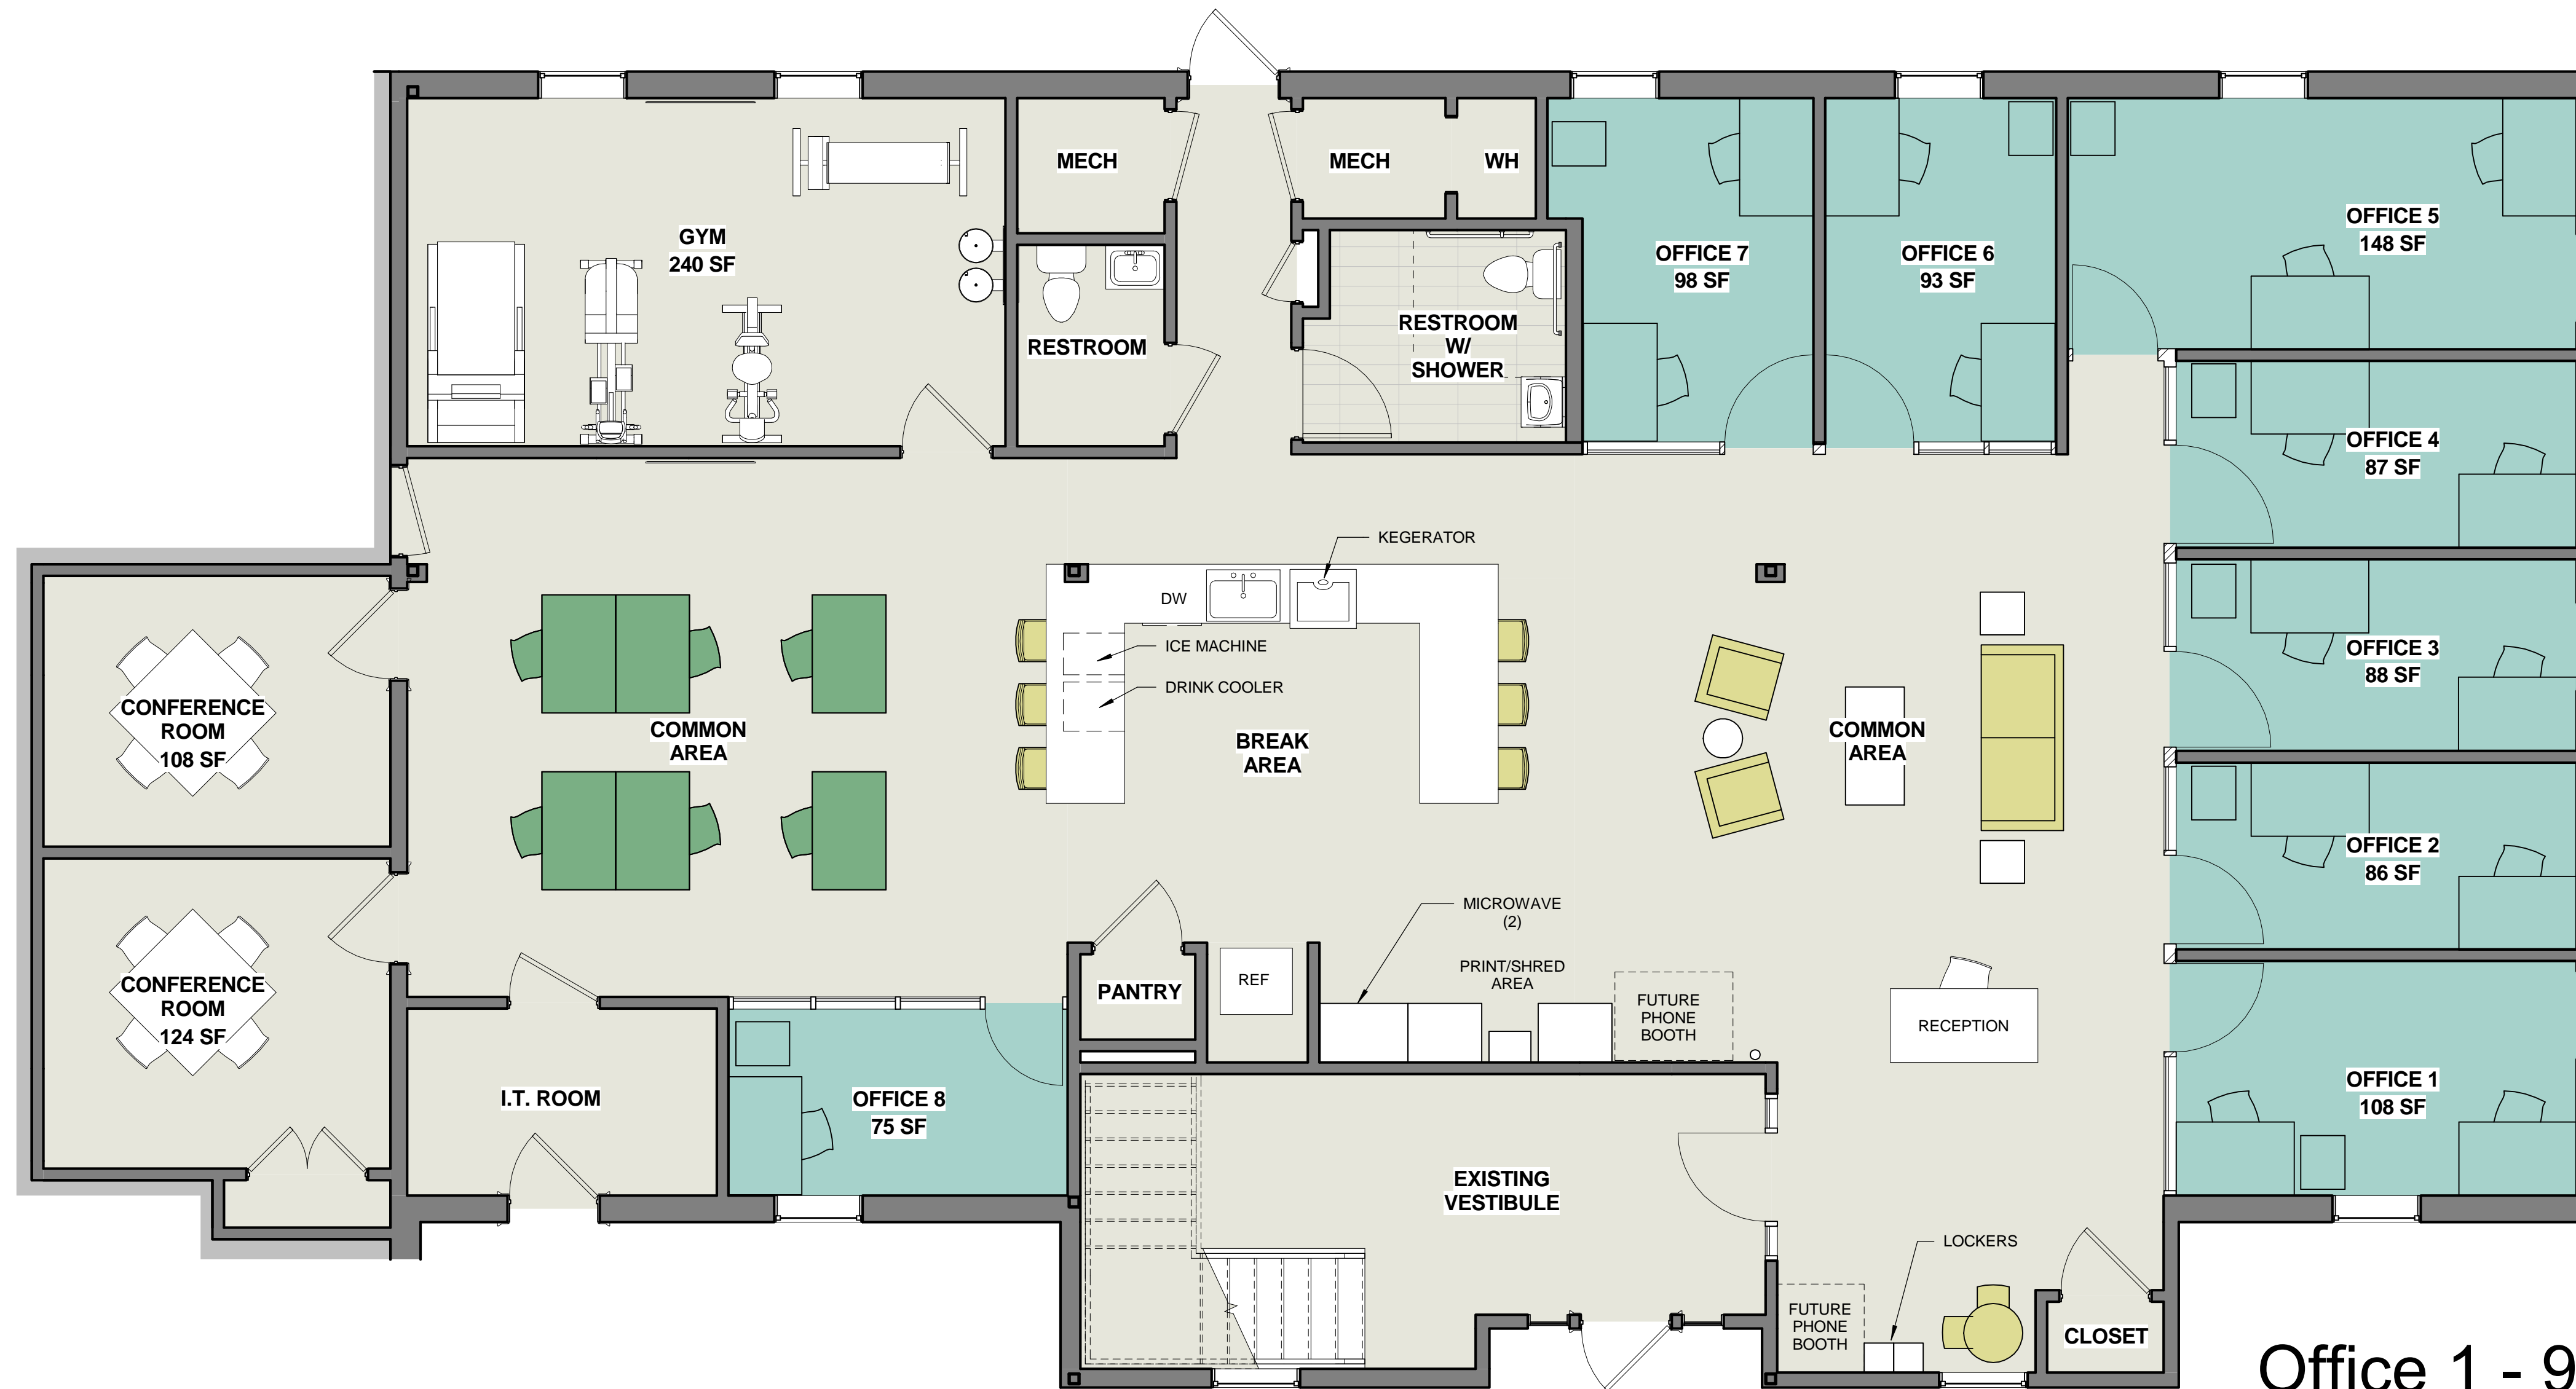 MECH
MECH
WH
GYM
240 SF
RESTROOM
RESTROOM
W/
SHOWER
OFFICE 7
98 SF
OFFICE 6
93 SF
OFFICE 5
148 SF
OFFICE 4
87 SF
KEGERATOR
DW
ICE MACHINE
DRINK COOLER
CONFERENCE
ROOM
108 SF
COMMON
AREA
BREAK
AREA
COMMON
AREA
OFFICE 3
88 SF
OFFICE 2
86 SF
MICROWAVE
(2)
PRINT/SHRED
AREA
CONFERENCE
ROOM
124 SF
PANTRY
REF
FUTURE
PHONE
BOOTH
RECEPTION
I.T. ROOM
OFFICE 8
75 SF
OFFICE 1
108 SF
EXISTING
VESTIBULE
LOCKERS
FUTURE
PHONE
BOOTH
CLOSET
Office 1 - 9